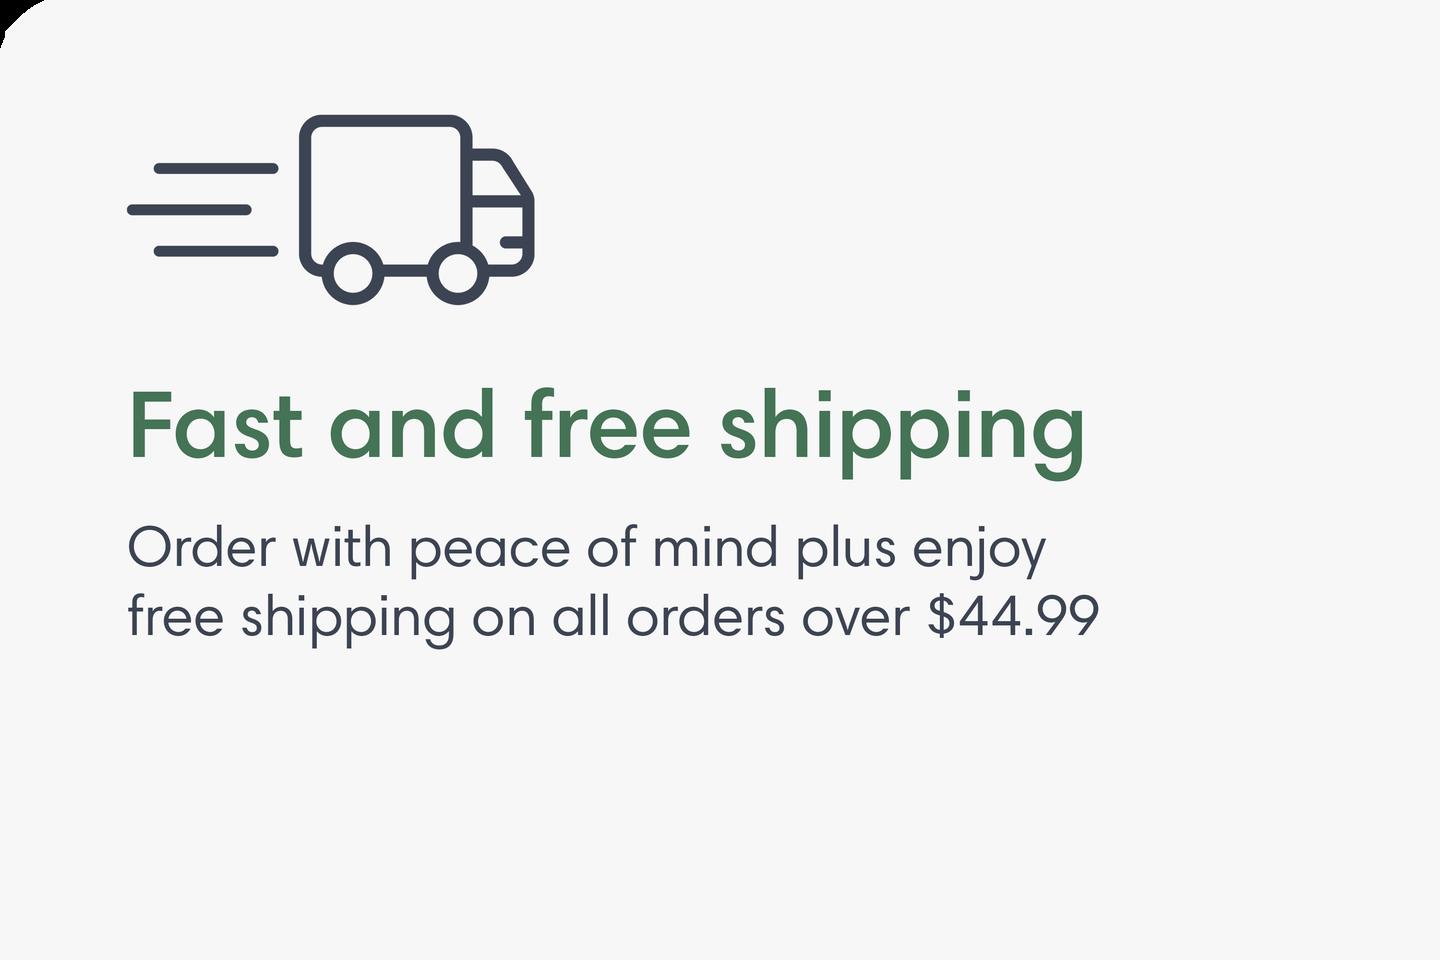 Fast and free shipping
Order with peace of mind plus enjoy
free shipping on all orders over $44.99